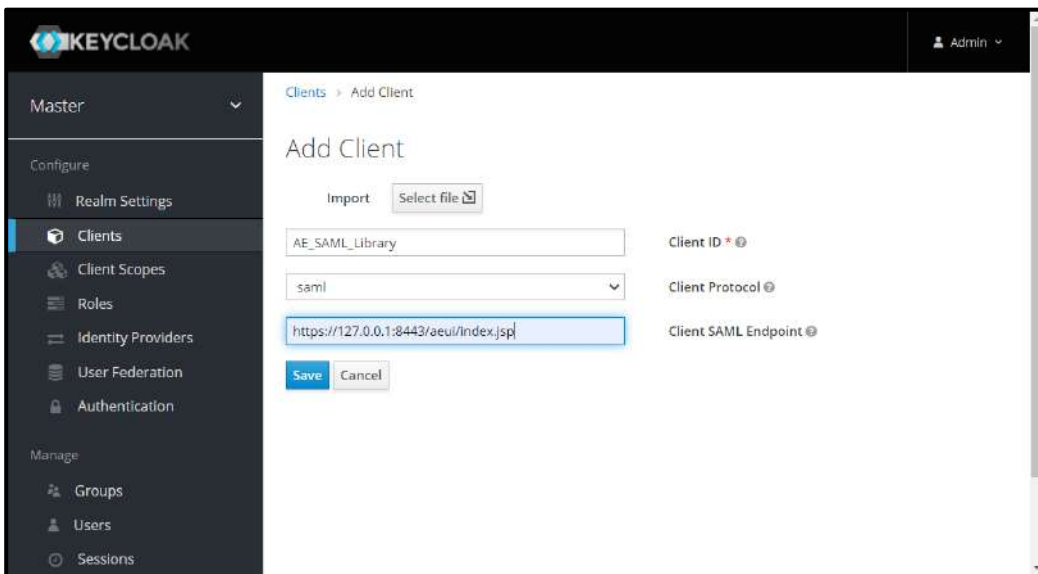 KEYCLOAK
Admin
Master
Configure
Realm Settings
Clients
Client Scopes
Roles
Identity Providers
User Federation
Authentication
Manage
Groups
Users
Sessions
Clients > Add Client
Add Client
Import Select file
AE_SAML_Library Client ID *
saml Client Protocol
https://127.0.0.1:8443/aeui/index.jsp Client SAML Endpoint
Save Cancel